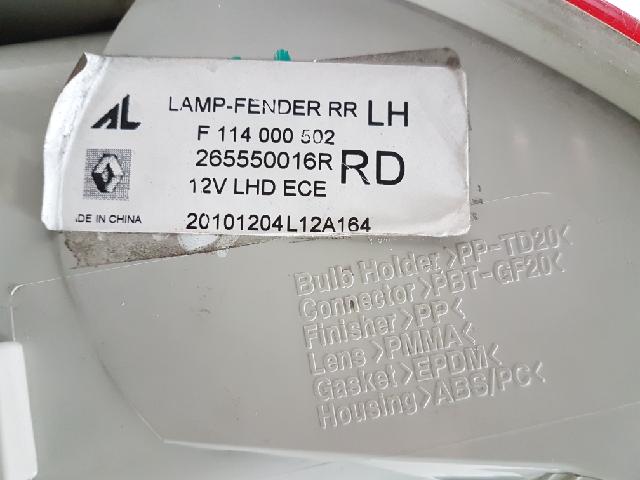 AL
LAMP-FENDER RR LH
F 114 000 502
265550016R RD
12V LHD ECE
ADE IN CHINA
20101204L12A164
Bulb Holder >PP-TD20<
Connector >PBT-GF20<
Finisher >PP<
Lens >PMMA<
Gasket >EPDM<
Housing >ABS/PC<